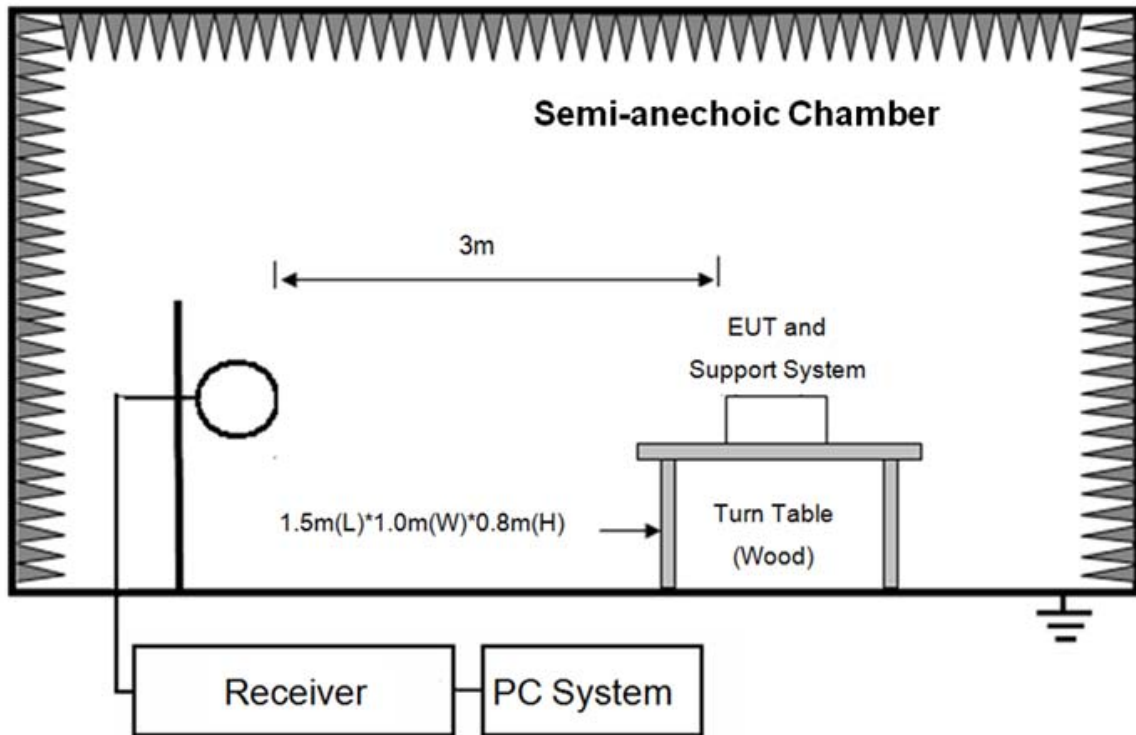 Semi-anechoic Chamber
3m
EUT and
Support System
1.5m(L)*1.0m(W)*0.8m(H)
Turn Table
(Wood)
Receiver
PC System